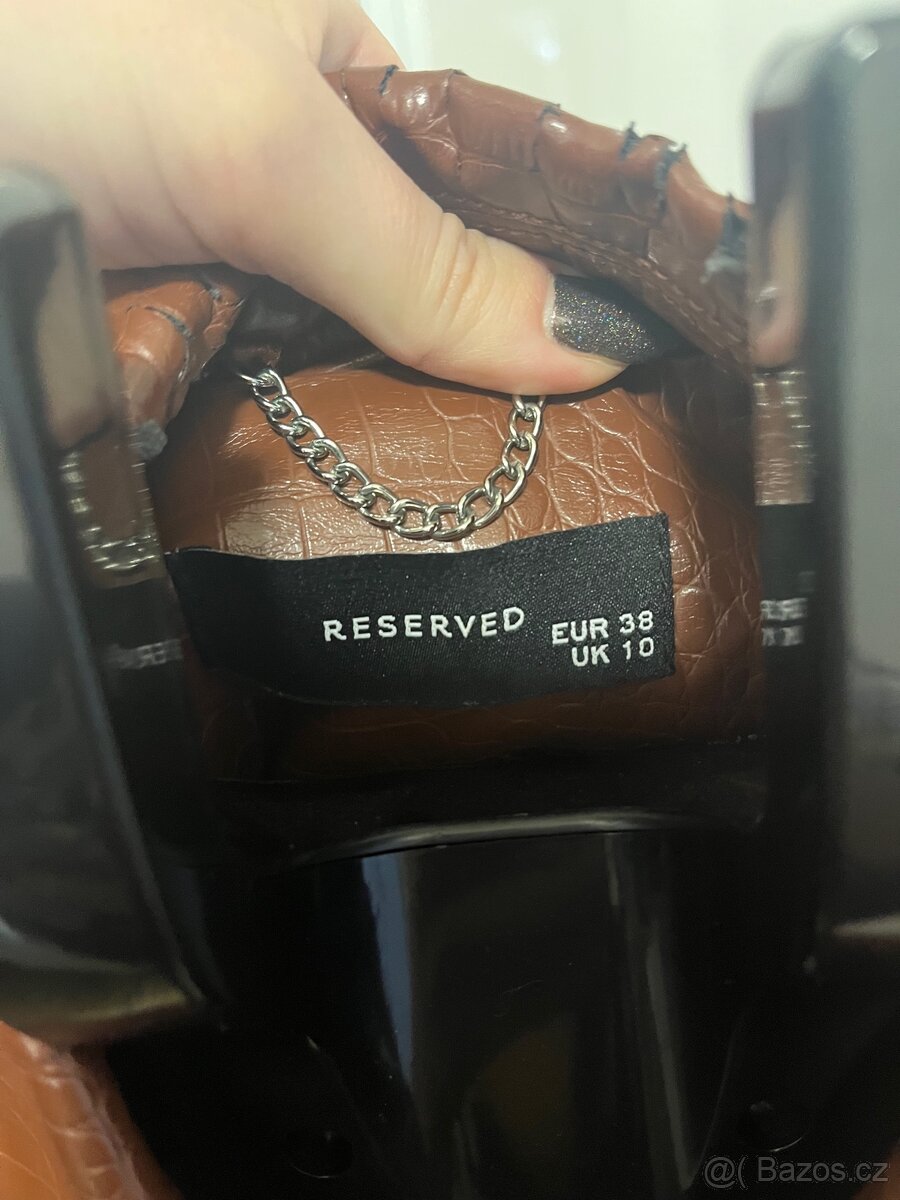 RESERVED
EUR 38
UK 10
@( Bazos.cz